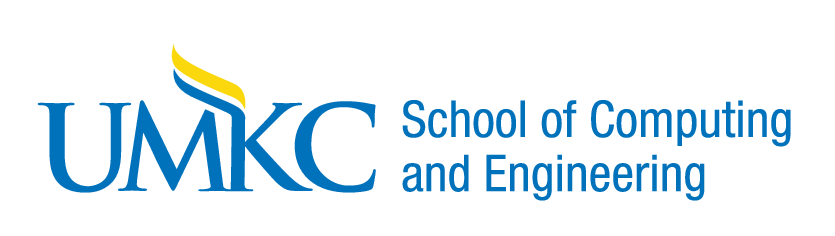 UMKC
School of Computing
and Engineering